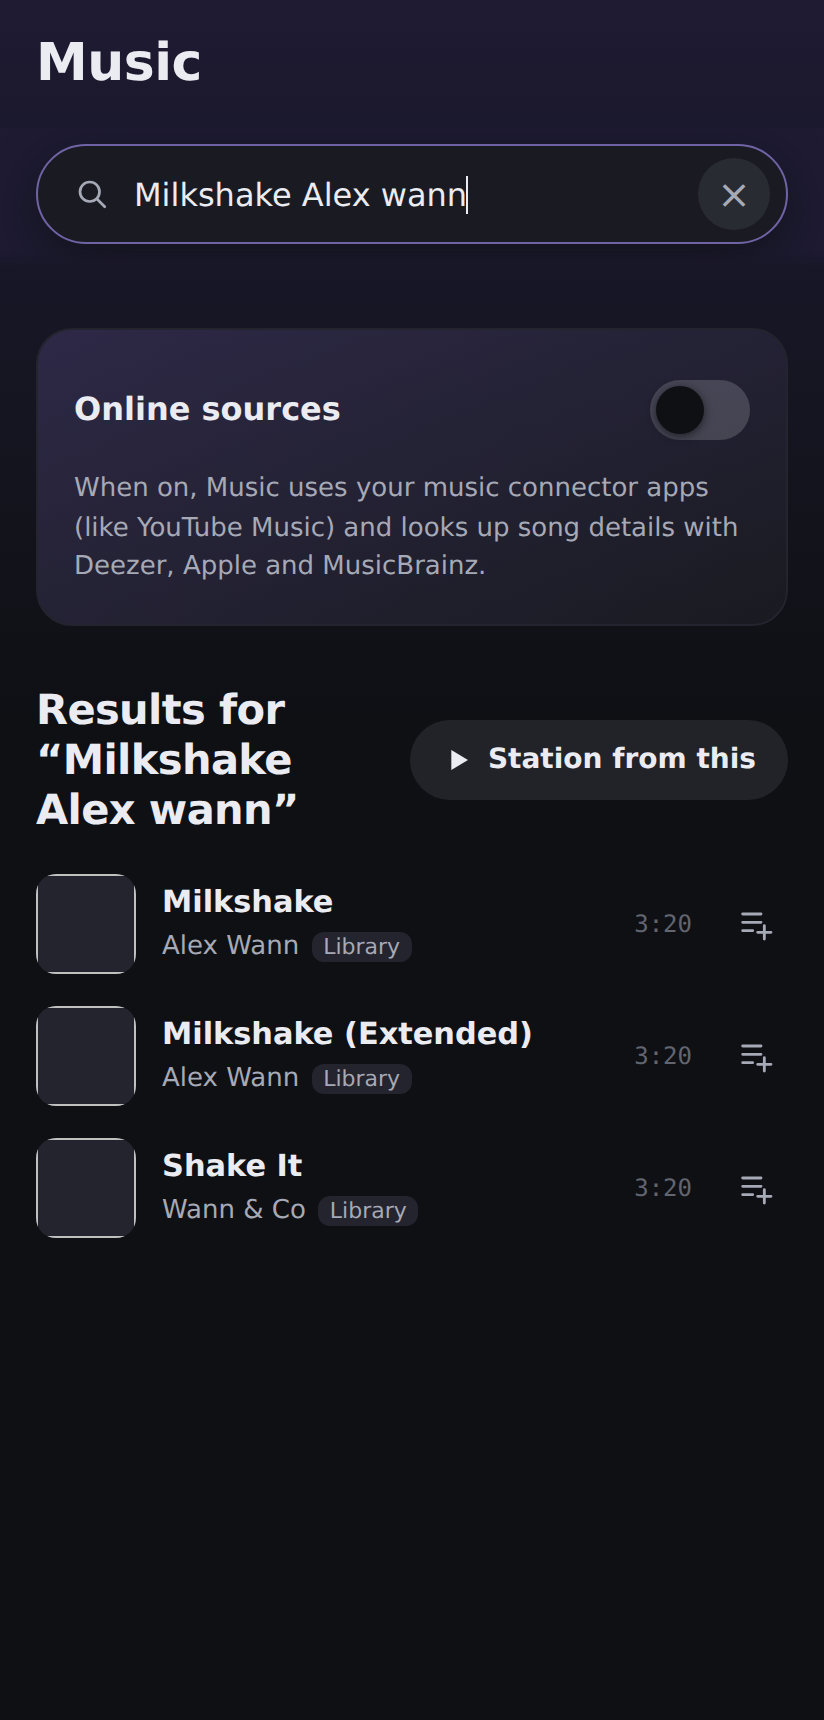 Music
Milkshake Alex wann
Online sources
When on, Music uses your music connector apps
(like YouTube Music) and looks up song details with
Deezer, Apple and MusicBrainz.
Results for
“Milkshake
Alex wann”
Station from this
Milkshake
Alex Wann Library
3:20
Milkshake (Extended)
Alex Wann Library
3:20
Shake It
Wann & Co Library
3:20